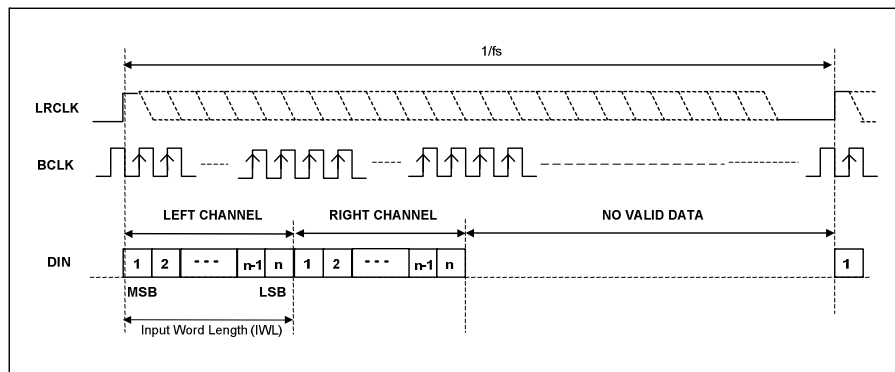 1/fs
LRCLK
BCLK
LEFT CHANNEL RIGHT CHANNEL NO VALID DATA
DIN 1 2 n-1 n 1 2 n-1 n 1
MSB LSB
Input Word Length (IWL)